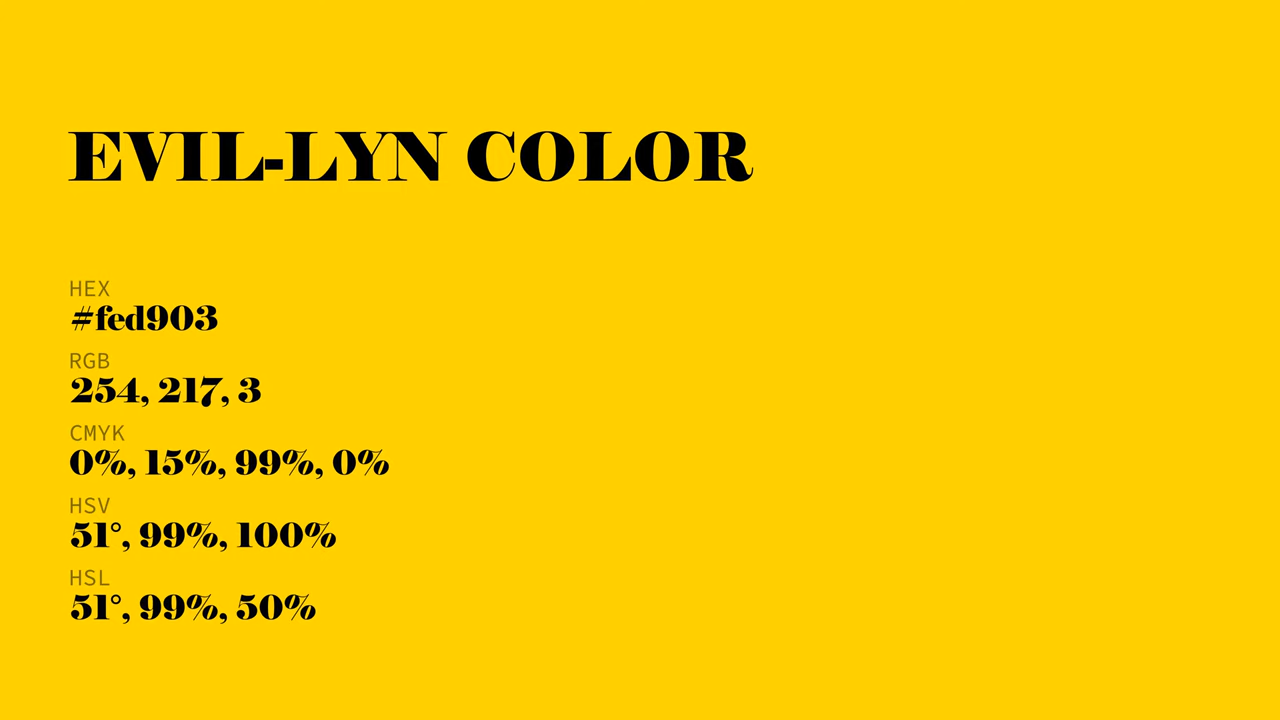 EVIL-LYN COLOR
HEX
#fed903
RGB
254, 217, 3
CMYK
0%, 15%, 99%, 0%
HSV
51°, 99%, 100%
HSL
51°, 99%, 50%